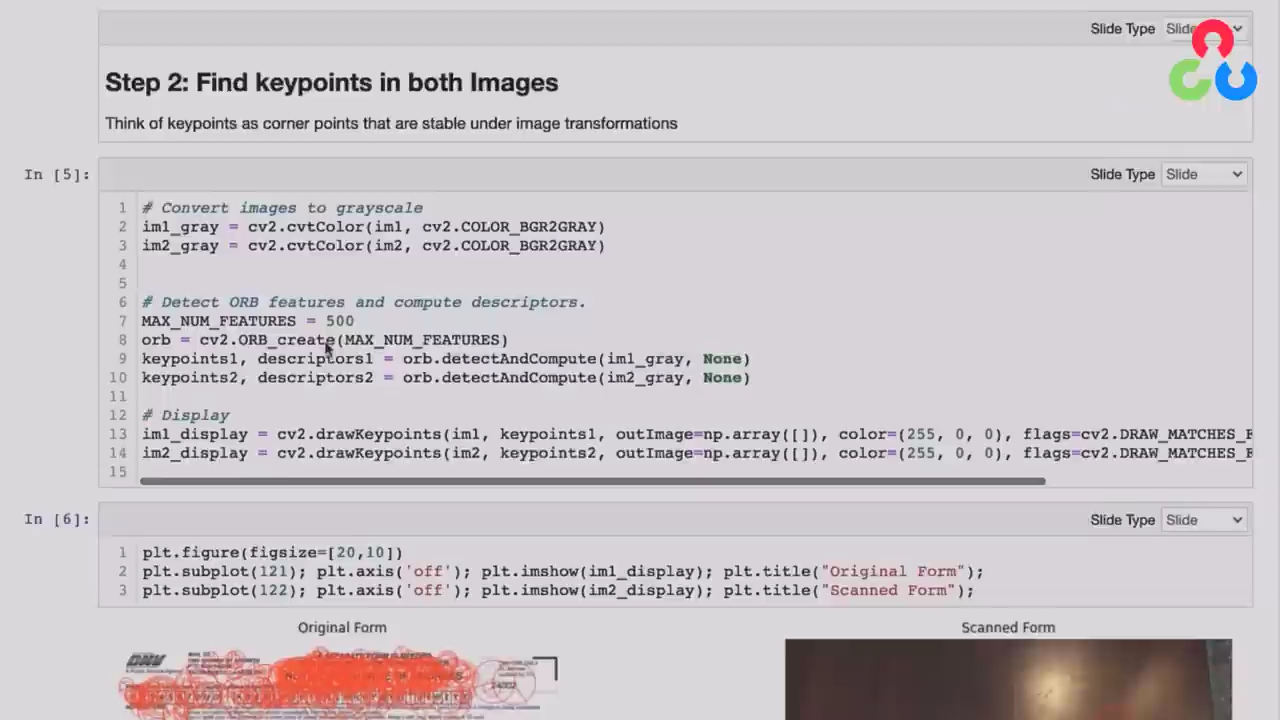 Slide Type Slide
Step 2: Find keypoints in both Images
Think of keypoints as corner points that are stable under image transformations
In [5]:
Slide Type Slide
1 # Convert images to grayscale
2 im1_gray = cv2.cvtColor(im1, cv2.COLOR_BGR2GRAY)
3 im2_gray = cv2.cvtColor(im2, cv2.COLOR_BGR2GRAY)
4
5
6 # Detect ORB features and compute descriptors.
7 MAX_NUM_FEATURES = 500
8 orb = cv2.ORB_create(MAX_NUM_FEATURES)
9 keypoints1, descriptors1 = orb.detectAndCompute(im1_gray, None)
10 keypoints2, descriptors2 = orb.detectAndCompute(im2_gray, None)
11
12 # Display
13 im1_display = cv2.drawKeypoints(im1, keypoints1, outImage=np.array([]), color=(255, 0, 0), flags=cv2.DRAW_MATCHES_F
14 im2_display = cv2.drawKeypoints(im2, keypoints2, outImage=np.array([]), color=(255, 0, 0), flags=cv2.DRAW_MATCHES_F
15
In [6]:
Slide Type Slide
1 plt.figure(figsize=[20,10])
2 plt.subplot(121); plt.axis('off'); plt.imshow(im1_display); plt.title("Original Form");
3 plt.subplot(122); plt.axis('off'); plt.imshow(im2_display); plt.title("Scanned Form");
Original Form
Scanned Form
DMV